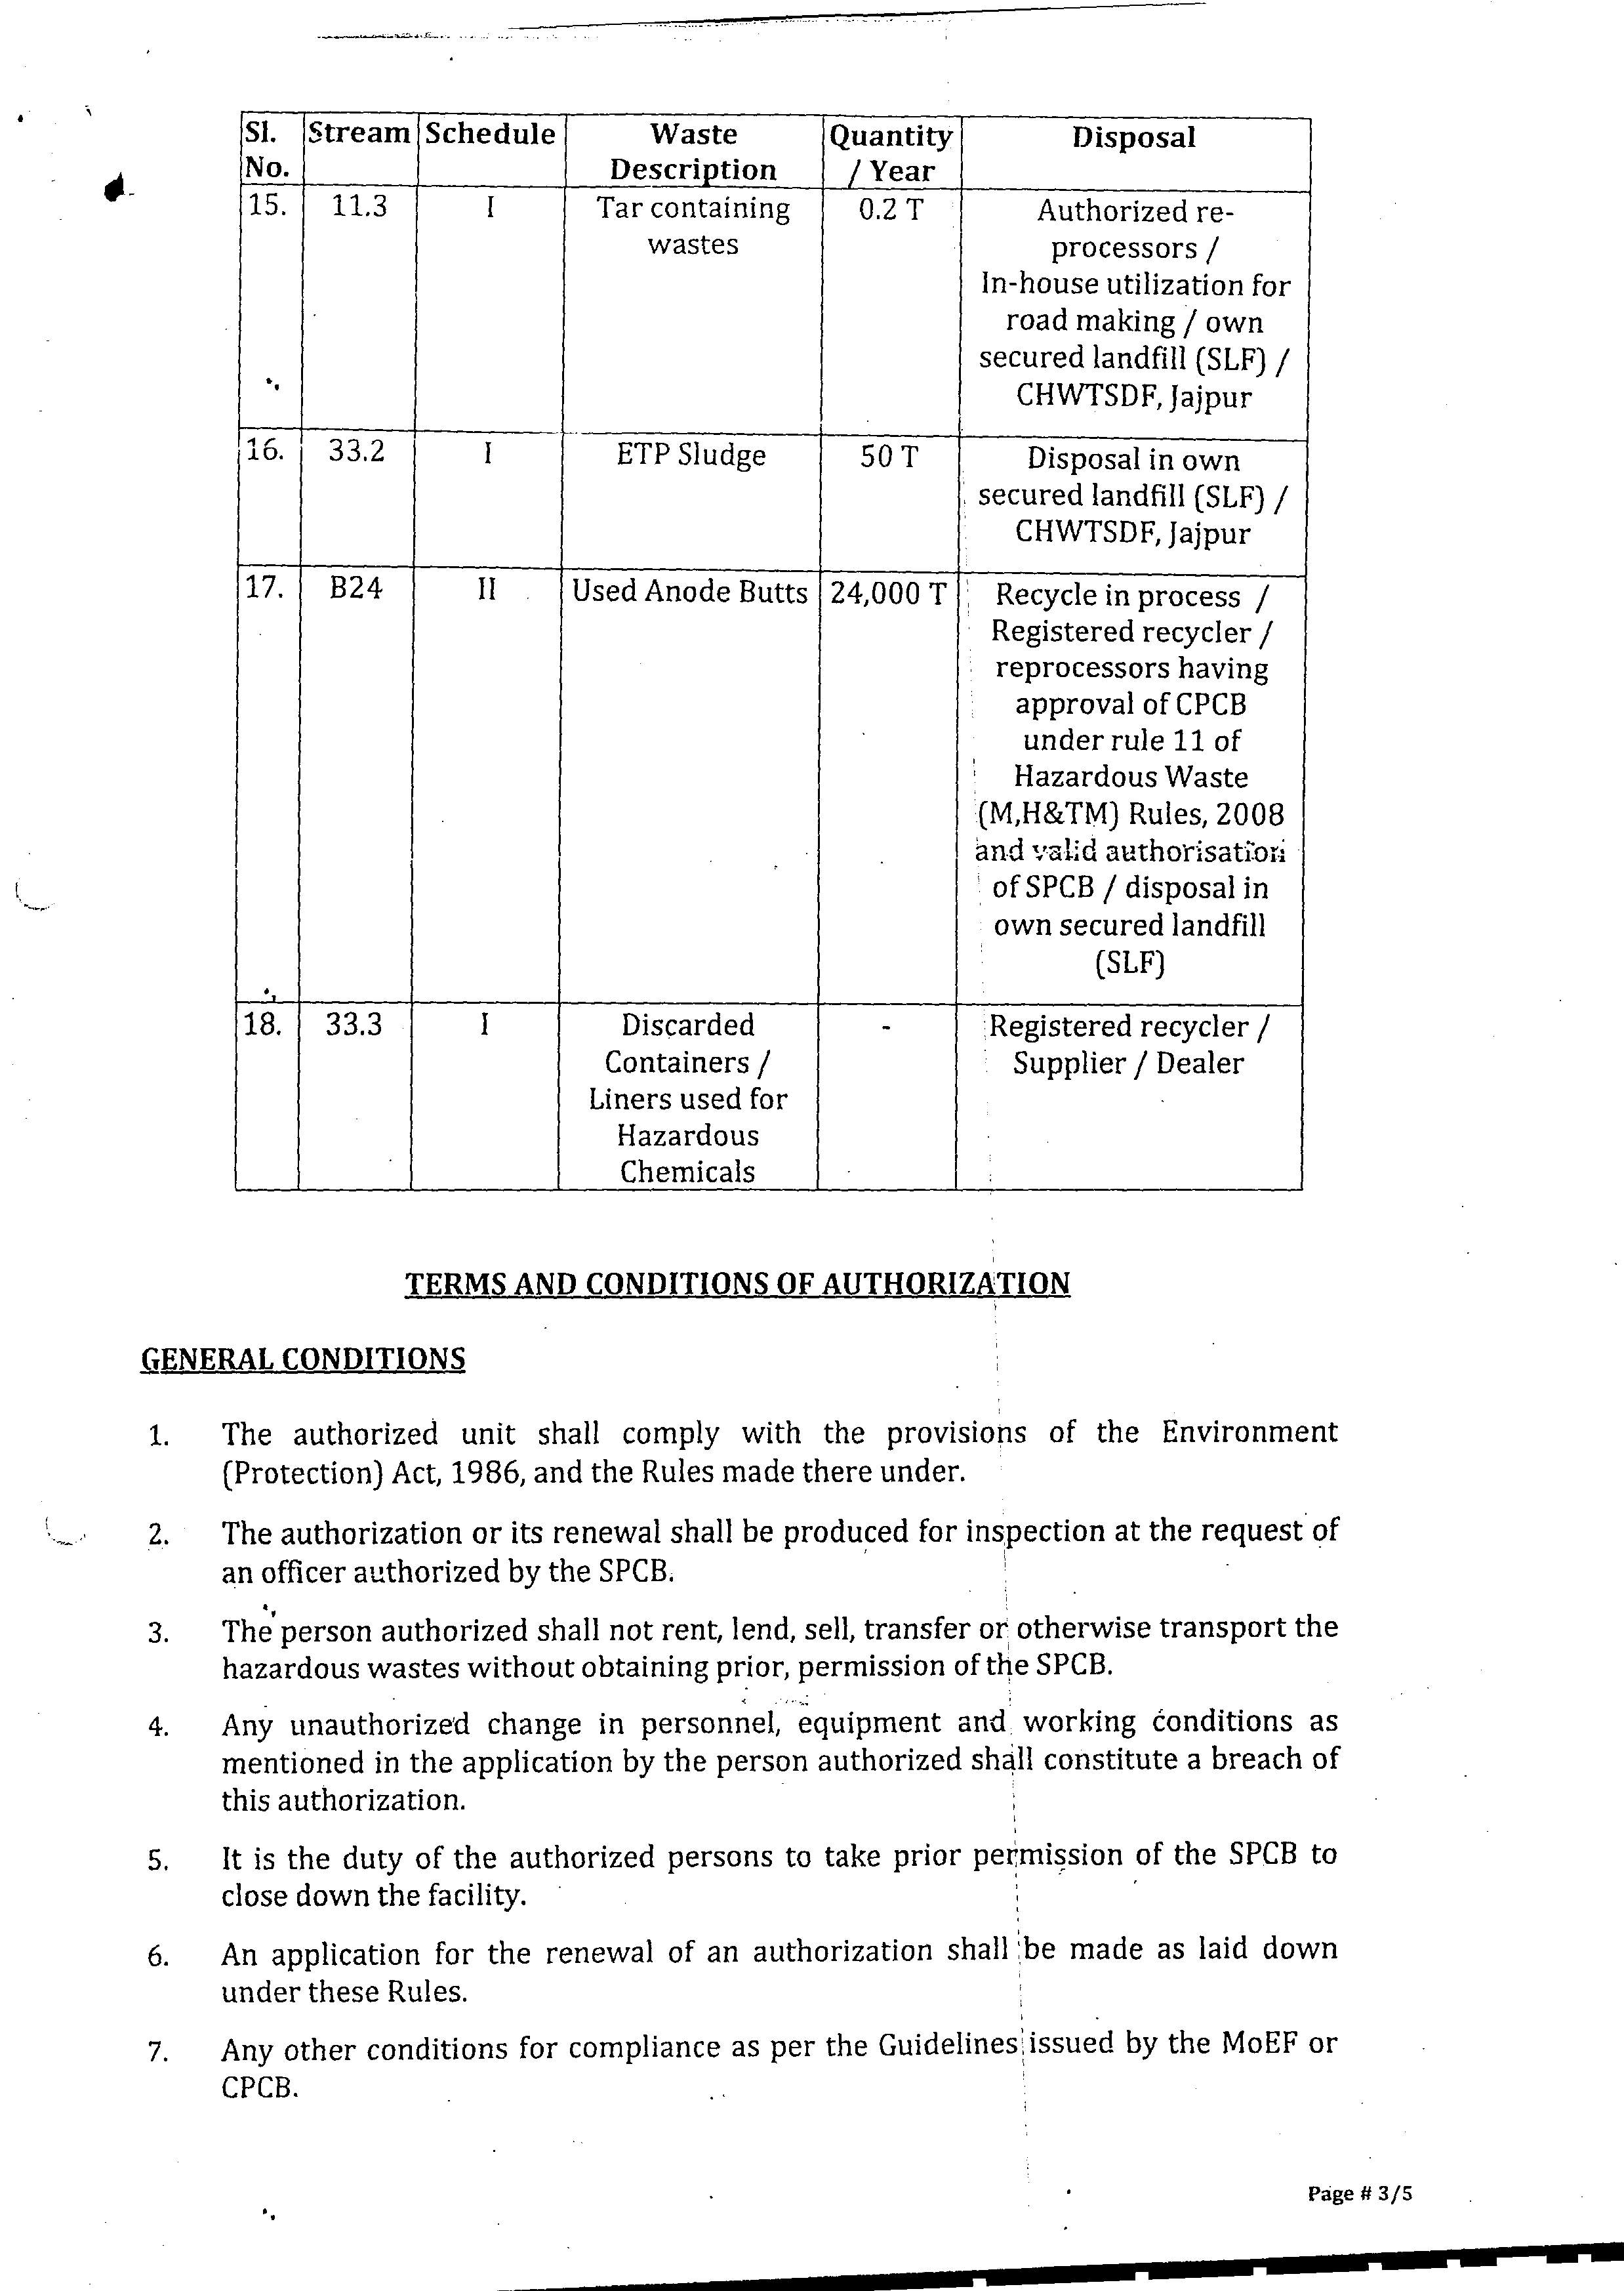 Sl. No. Stream Schedule Waste Description Quantity / Year Disposal
15. 11.3 I Tar containing 0.2 T Authorized re-
wastes processors /
In-house utilization for
road making / own
secured landfill (SLF) /
CHWTSDF, Jajpur
16. 33.2 I ETP Sludge 50 T Disposal in own
secured landfill (SLF) /
CHWTSDF, Jajpur
17. B24 II Used Anode Butts 24,000 T Recycle in process /
Registered recycler /
reprocessors having
approval of CPCB
under rule 11 of
Hazardous Waste
(M,H&TM) Rules, 2008
and valid authorisation
of SPCB / disposal in
own secured landfill
(SLF)
18. 33.3 I Discarded - Registered recycler /
Containers / Supplier / Dealer
Liners used for
Hazardous
Chemicals
TERMS AND CONDITIONS OF AUTHORIZATION
GENERAL CONDITIONS
1. The authorized unit shall comply with the provisions of the Environment
(Protection) Act, 1986, and the Rules made there under.
2. The authorization or its renewal shall be produced for inspection at the request of
an officer authorized by the SPCB.
3. The person authorized shall not rent, lend, sell, transfer or otherwise transport the
hazardous wastes without obtaining prior, permission of the SPCB.
4. Any unauthorized change in personnel, equipment and working conditions as
mentioned in the application by the person authorized shall constitute a breach of
this authorization.
5. It is the duty of the authorized persons to take prior permission of the SPCB to
close down the facility.
6. An application for the renewal of an authorization shall be made as laid down
under these Rules.
7. Any other conditions for compliance as per the Guidelines issued by the MoEF or
CPCB.
Page # 3/5